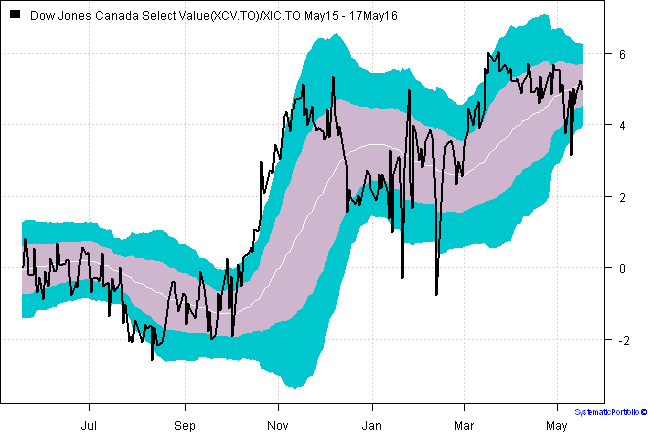 Dow Jones Canada Select Value(XCV.TO)/XIC.TO May15 - 17May16
6
4
2
0
-2
Jul Sep Nov Jan Mar May
SystematicPortfolio ©